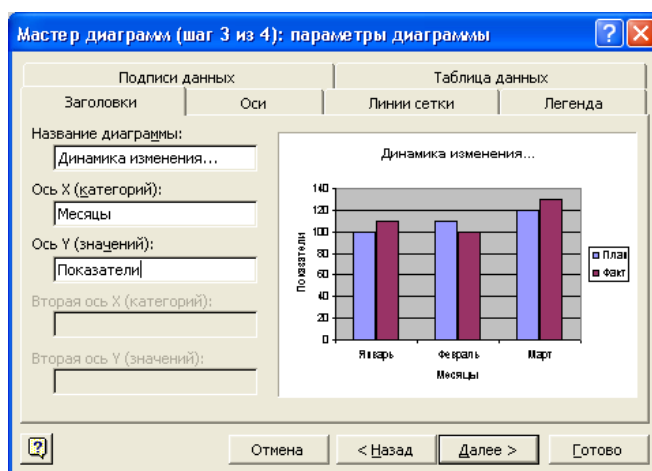 Мастер диаграмм (шаг 3 из 4): параметры диаграммы
Подписи данных
Таблица данных
Заголовки
Оси
Линии сетки
Легенда
Название диаграммы:
Динамика изменения...
Ось X (категорий):
Месяцы
Ось Y (значений):
Показатели
Вторая ось X (категорий):
Вторая ось Y (значений):
Динамика изменения...
Показатели
140
120
100
80
60
40
20
0
Январь
Февраль
Март
Месяцы
План
Факт
Отмена
< Назад
Далее >
Готово